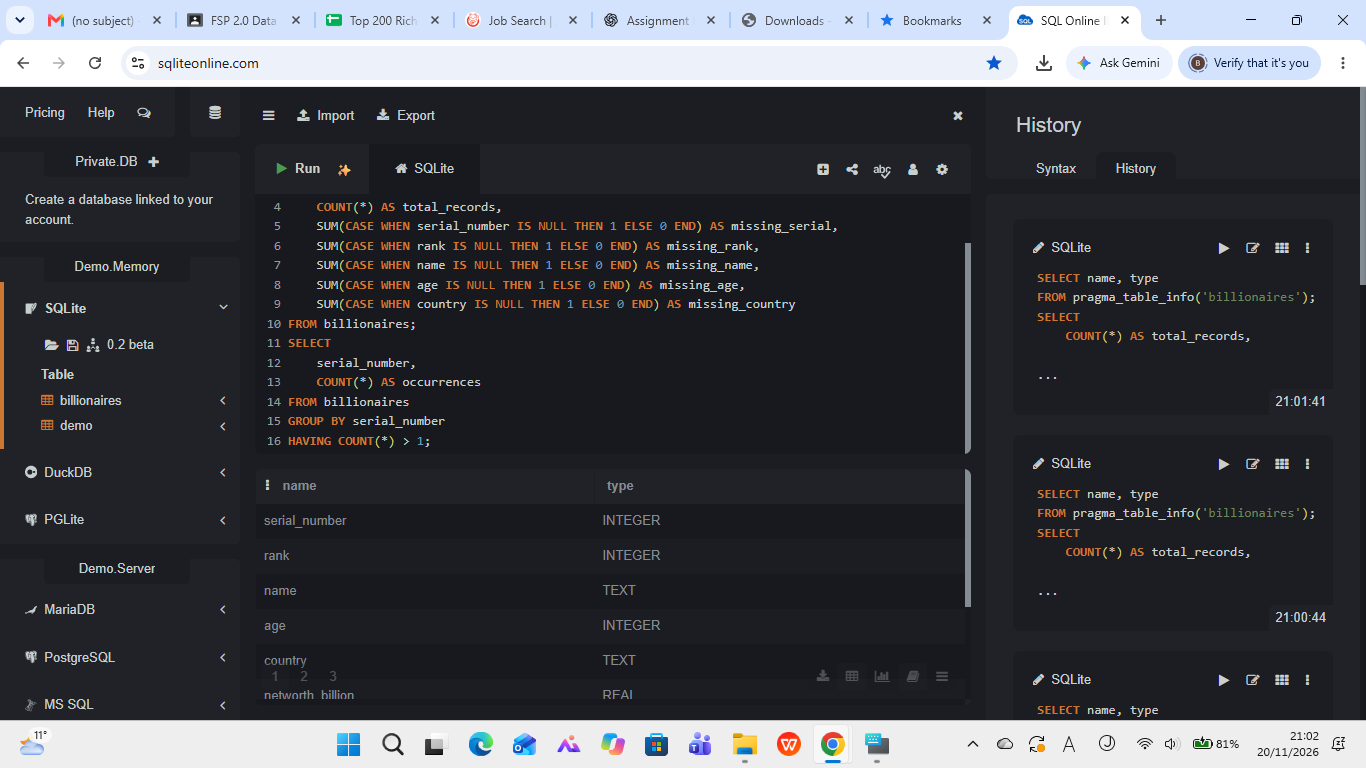 (no subject) -
FSP 2.0 Data
Top 200 Rich
Job Search |
Assignment
Downloads -
Bookmarks
SQL Online I
sqliteonline.com
Ask Gemini
B
Verify that it's you
Pricing
Help
Import
Export
Private.DB
Create a database linked to your
account.
Demo.Memory
SQLite
0.2 beta
Table
billionaires
demo
DuckDB
PGLite
Demo.Server
MariaDB
PostgreSQL
MS SQL
Run
SQLite
abc
4 COUNT(*) AS total_records,
5 SUM(CASE WHEN serial_number IS NULL THEN 1 ELSE 0 END) AS missing_serial,
6 SUM(CASE WHEN rank IS NULL THEN 1 ELSE 0 END) AS missing_rank,
7 SUM(CASE WHEN name IS NULL THEN 1 ELSE 0 END) AS missing_name,
8 SUM(CASE WHEN age IS NULL THEN 1 ELSE 0 END) AS missing_age,
9 SUM(CASE WHEN country IS NULL THEN 1 ELSE 0 END) AS missing_country
10 FROM billionaires;
11 SELECT
12 serial_number,
13 COUNT(*) AS occurrences
14 FROM billionaires
15 GROUP BY serial_number
16 HAVING COUNT(*) > 1;
name type
serial_number INTEGER
rank INTEGER
name TEXT
age INTEGER
country TEXT
1 2 3
networth_billion REAL
History
Syntax
History
SQLite
SELECT name, type
FROM pragma_table_info('billionaires');
SELECT
COUNT(*) AS total_records,
...
21:01:41
SQLite
SELECT name, type
FROM pragma_table_info('billionaires');
SELECT
COUNT(*) AS total_records,
...
21:00:44
SQLite
SELECT name, type
11°
81%
21:02
20/11/2026